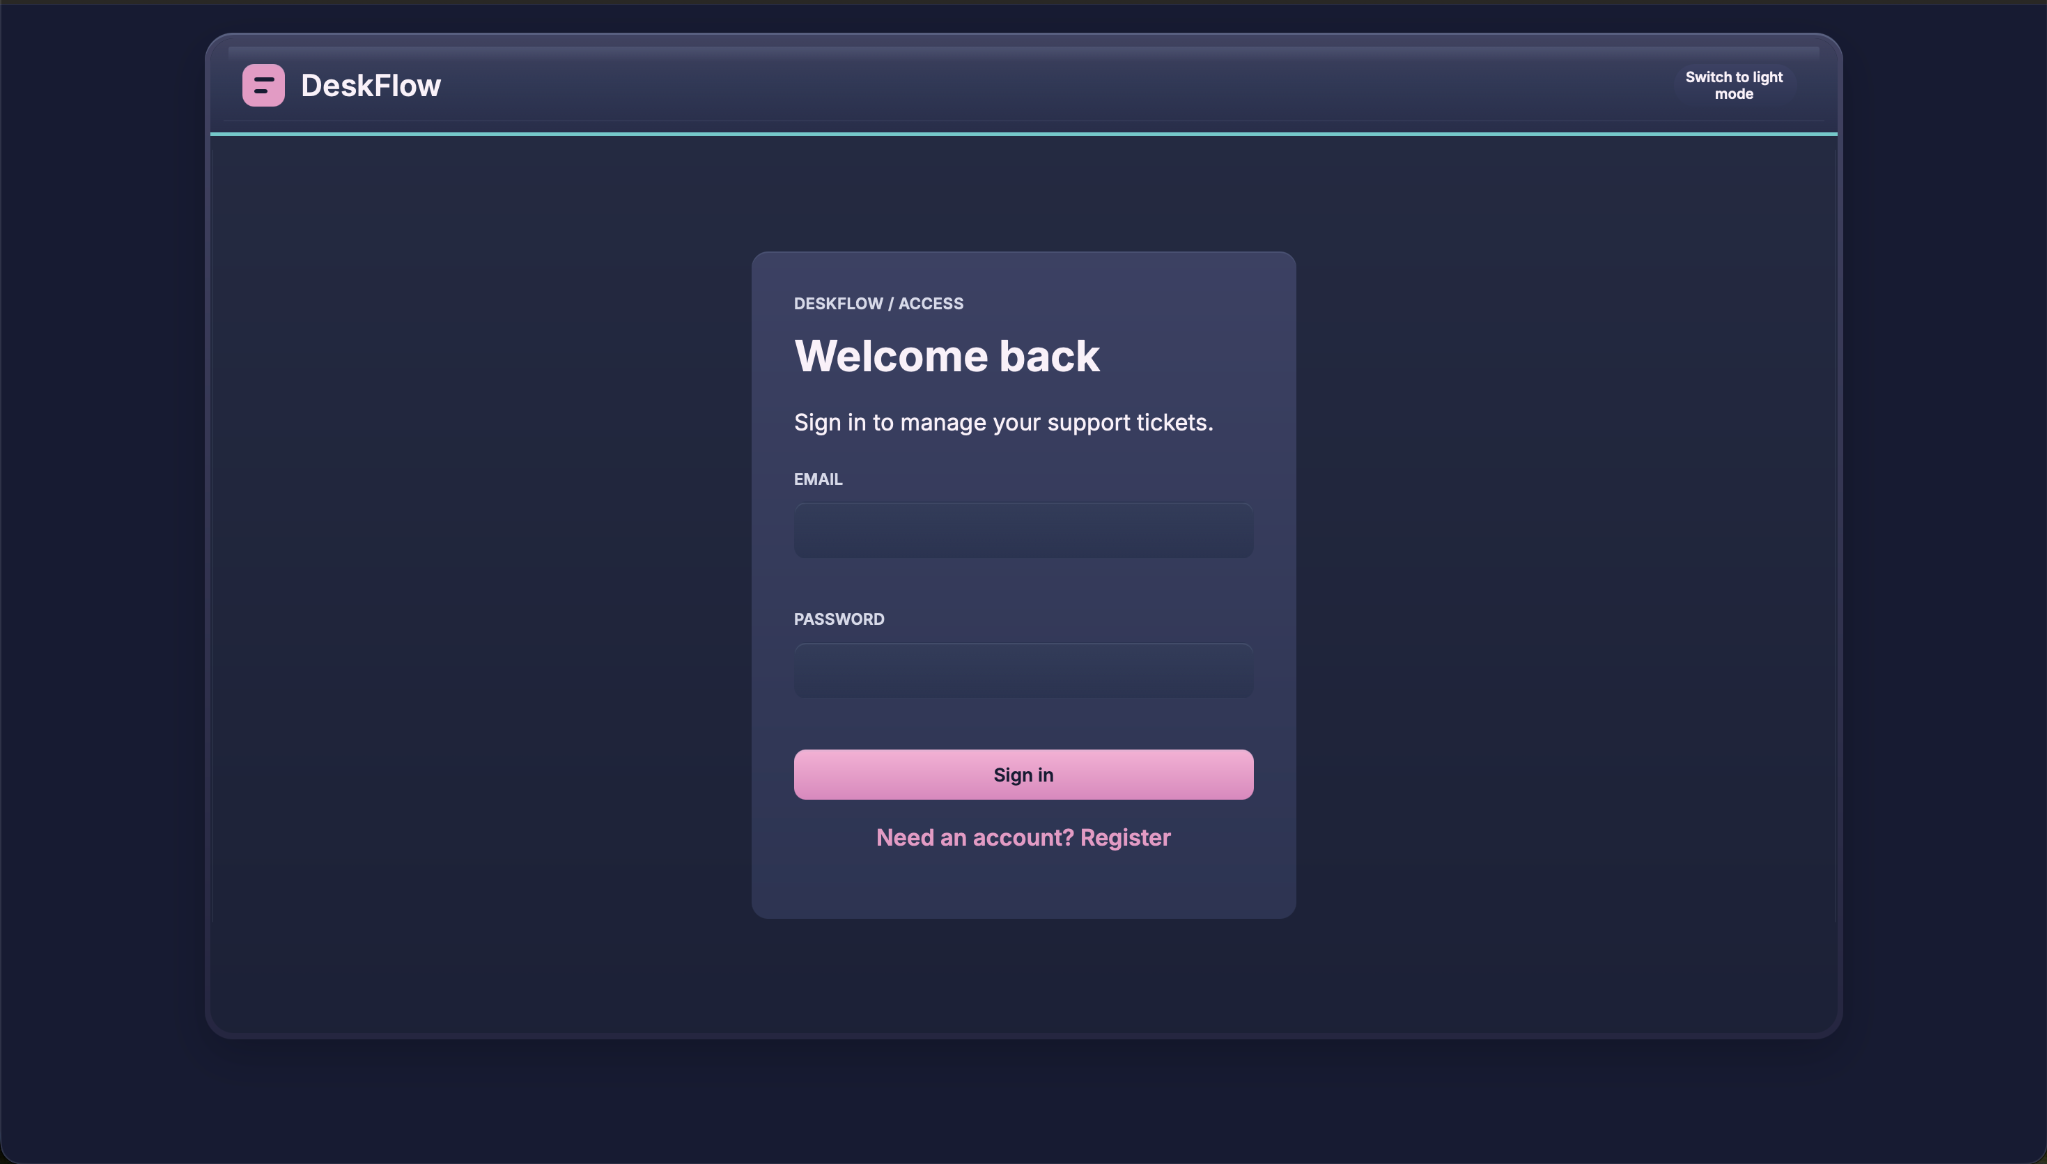 DeskFlow
Switch to light
mode
DESKFLOW / ACCESS
Welcome back
Sign in to manage your support tickets.
EMAIL
PASSWORD
Sign in
Need an account? Register